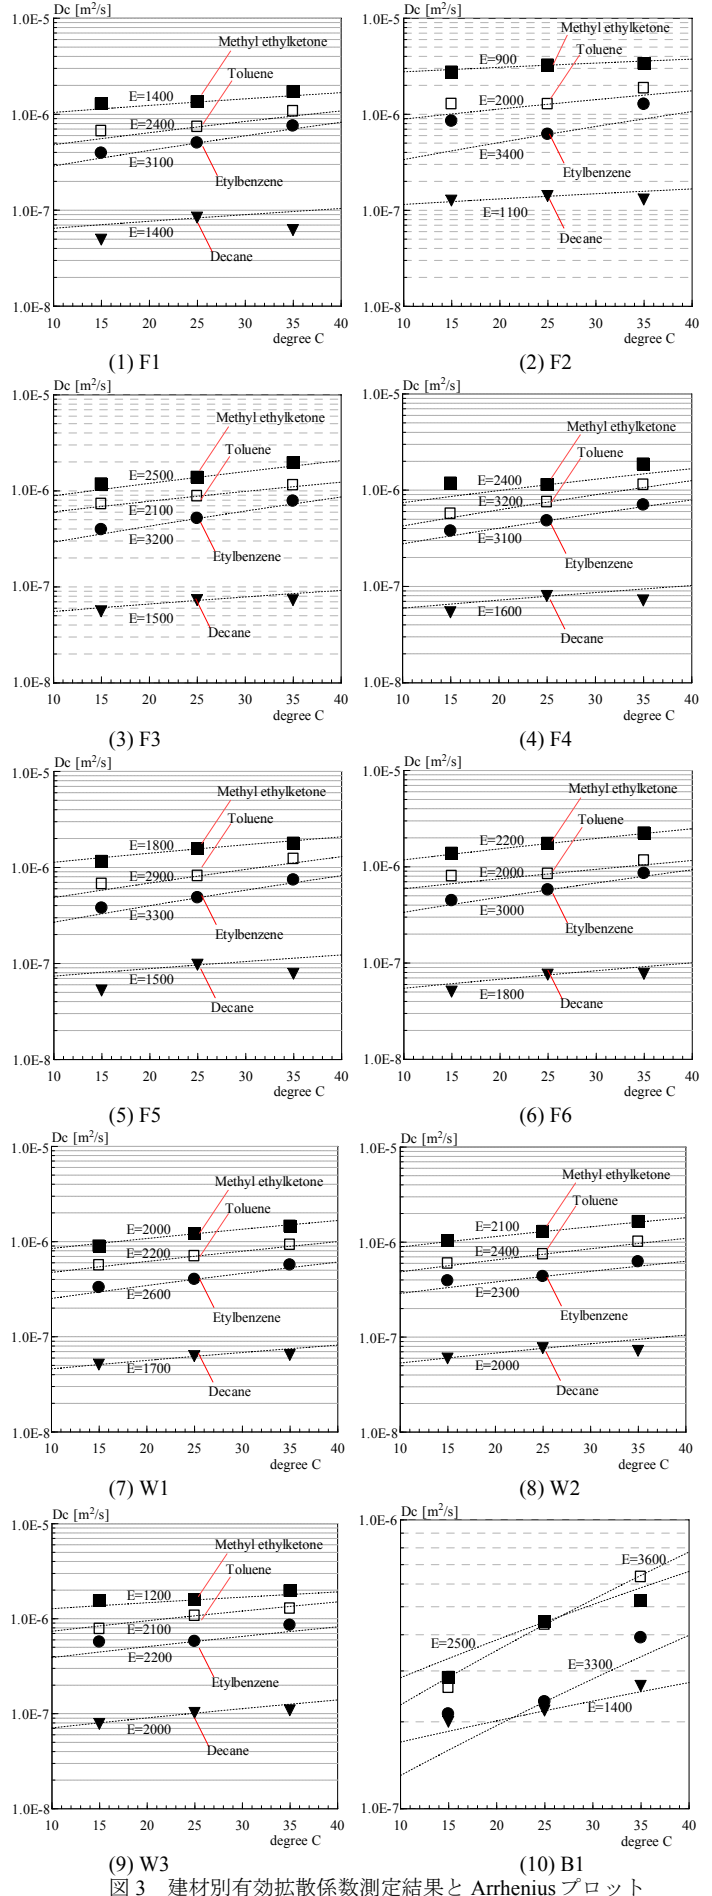 Dc [m²/s]
1.0E-5
Methyl ethylketone
Toluene
E=1400
1.0E-6
E=2400
E=3100
Etylbenzene
1.0E-7
E=1400
Decane
1.0E-8
10 15 20 25 30 35 40
degree C
(1) F1
Dc [m²/s]
1.0E-5
Methyl ethylketone
Toluene
E=900
E=2000
1.0E-6
E=3400
Etylbenzene
1.0E-7
E=1100
Decane
1.0E-8
10 15 20 25 30 35 40
degree C
(2) F2
Dc [m²/s]
1.0E-5
Methyl ethylketone
Toluene
E=2500
1.0E-6
E=2100
E=3200
Etylbenzene
1.0E-7
E=1500
Decane
1.0E-8
10 15 20 25 30 35 40
degree C
(3) F3
Dc [m²/s]
1.0E-5
Methyl ethylketone
Toluene
E=2400
1.0E-6
E=3200
E=3100
Etylbenzene
1.0E-7
E=1600
Decane
1.0E-8
10 15 20 25 30 35 40
degree C
(4) F4
Dc [m²/s]
1.0E-5
Methyl ethylketone
Toluene
E=1800
1.0E-6
E=2900
E=3300
Etylbenzene
1.0E-7
E=1500
Decane
1.0E-8
10 15 20 25 30 35 40
degree C
(5) F5
Dc [m²/s]
1.0E-5
Methyl ethylketone
Toluene
E=2200
1.0E-6
E=2000
E=3000
Etylbenzene
1.0E-7
E=1800
Decane
1.0E-8
10 15 20 25 30 35 40
degree C
(6) F6
Dc [m²/s]
1.0E-5
Methyl ethylketone
Toluene
E=2000
1.0E-6
E=2200
E=2600
Etylbenzene
1.0E-7
E=1700
Decane
1.0E-8
10 15 20 25 30 35 40
degree C
(7) W1
Dc [m²/s]
1.0E-5
Methyl ethylketone
Toluene
E=2100
1.0E-6
E=2400
E=2300
Etylbenzene
1.0E-7
E=2000
Decane
1.0E-8
10 15 20 25 30 35 40
degree C
(8) W2
Dc [m²/s]
1.0E-5
Methyl ethylketone
Toluene
E=1200
1.0E-6
E=2100
E=2200
Etylbenzene
1.0E-7
E=2000
Decane
1.0E-8
10 15 20 25 30 35 40
degree C
(9) W3
Dc [m²/s]
1.0E-6
E=3600
E=2500
E=3300
E=1400
1.0E-7
10 15 20 25 30 35 40
degree C
(10) B1
図 3 建材別有効拡散係数測定結果と Arrhenius プロット